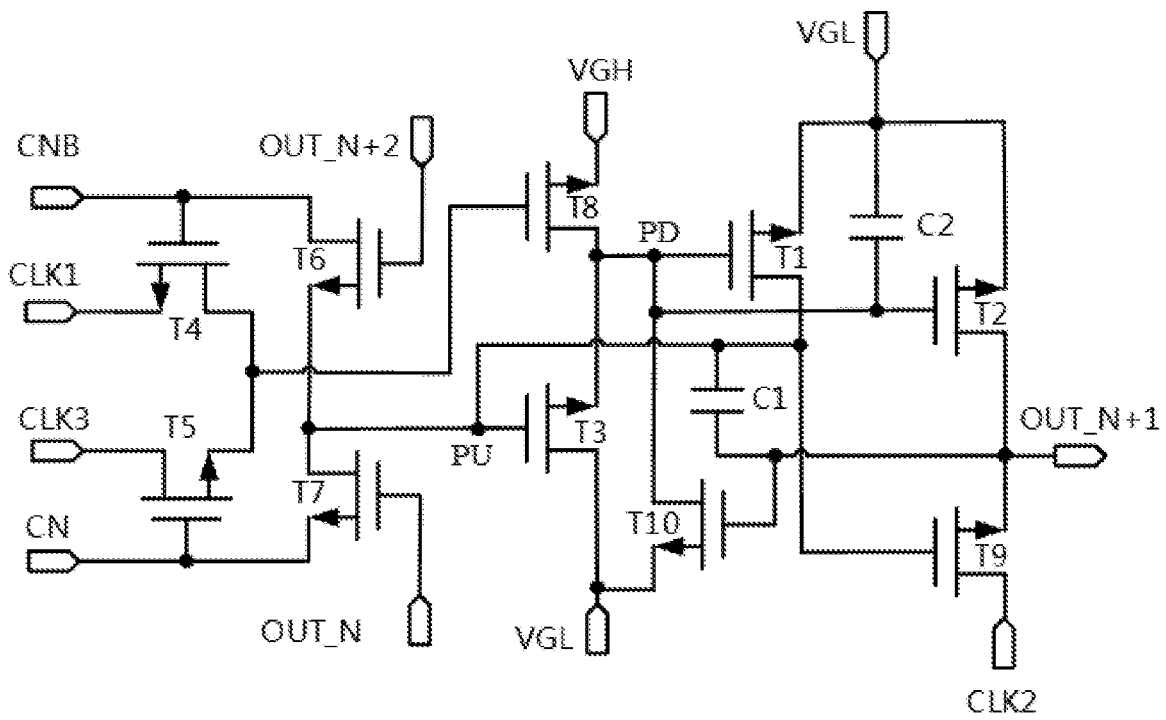 VGL
VGH
CNB
OUT_N+2
T8
T6
PD
T1
C2
CLK1
T4
T2
CLK3
T5
C1
T3
OUT_N+1
PU
T7
T10
CN
T9
OUT_N
VGL
CLK2